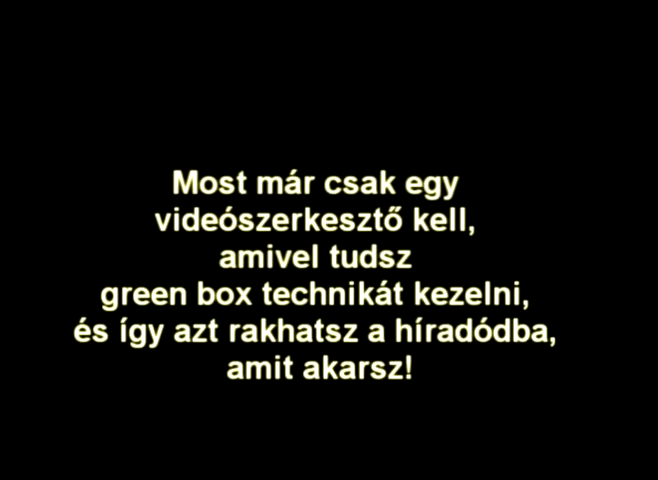 Most már csak egy
videószerkesztő kell,
amivel tudsz
green box technikát kezelni,
és így azt rakhatsz a híradódba,
amit akarsz!